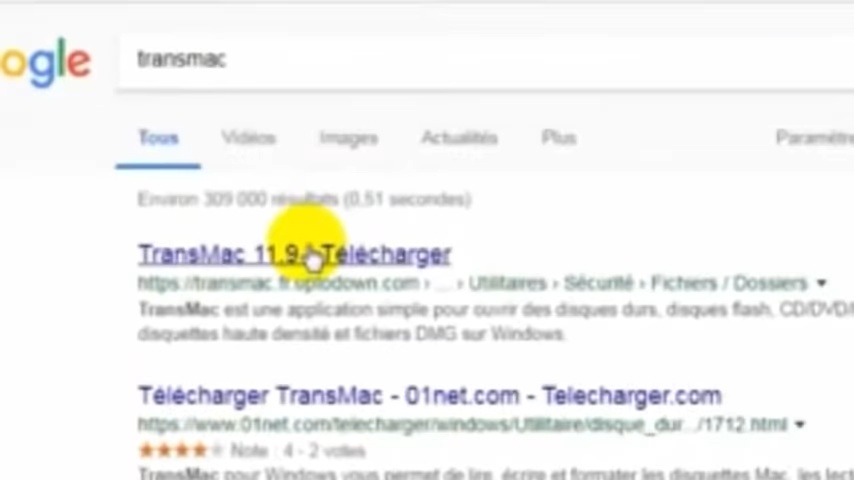 ogle
transmac
Tous Vidéos Images Actualités Plus Paramètre
Environ 309 000 résultats (0,51 secondes)
TransMac 11.9 Télécharger
https://transmac.fr.uptodown.com › ... › Utilitaires › Sécurité › Fichiers / Dossiers
TransMac est une application simple pour ouvrir des disques durs, disques flash, CD/DVD/
disquettes haute densité et fichiers DMG sur Windows.
Télécharger TransMac - 01net.com - Telecharger.com
https://www.01net.com/telecharger/windows/Utilitaire/disque_dur.../1712.html
Note : 4 - 2 votes
TransMac pour Windows vous permet de lire, écrire et formater les disquettes Mac, les lect